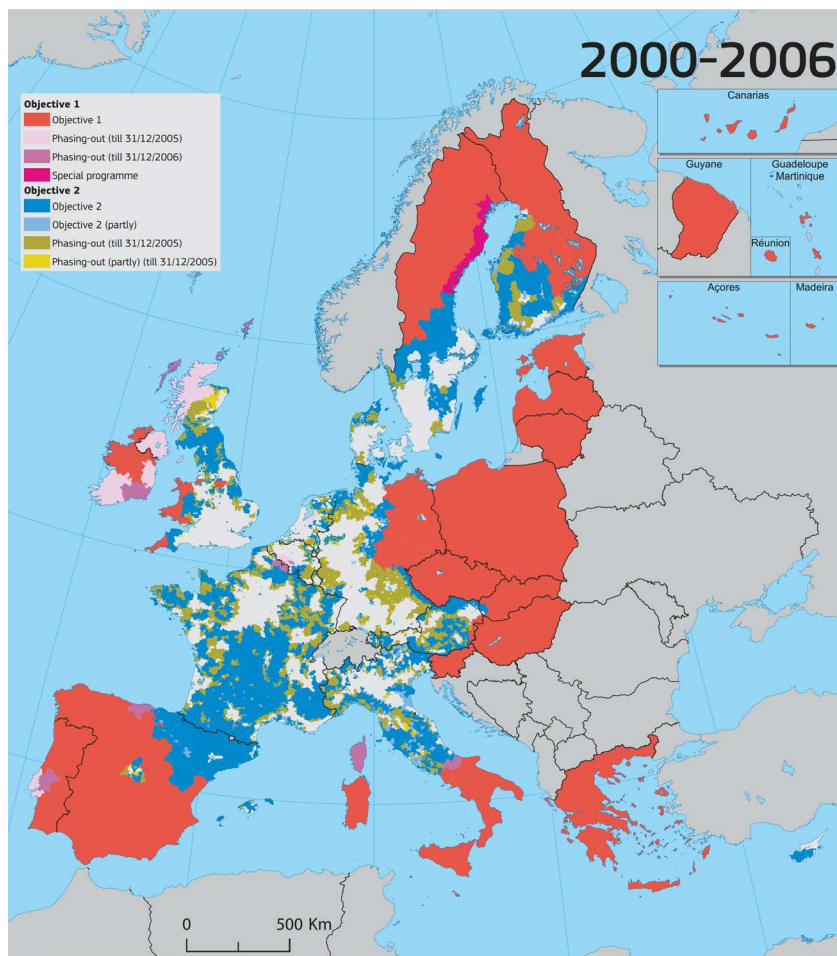 2000-2006
Objective 1
Objective 1
Phasing-out (till 31/12/2005)
Phasing-out (till 31/12/2006)
Special programme
Objective 2
Objective 2
Objective 2 (partly)
Phasing-out (till 31/12/2005)
Phasing-out (partly) (till 31/12/2005)
Canarias
Guyane
Guadeloupe
Martinique
Réunion
Açores
Madeira
0 500 Km